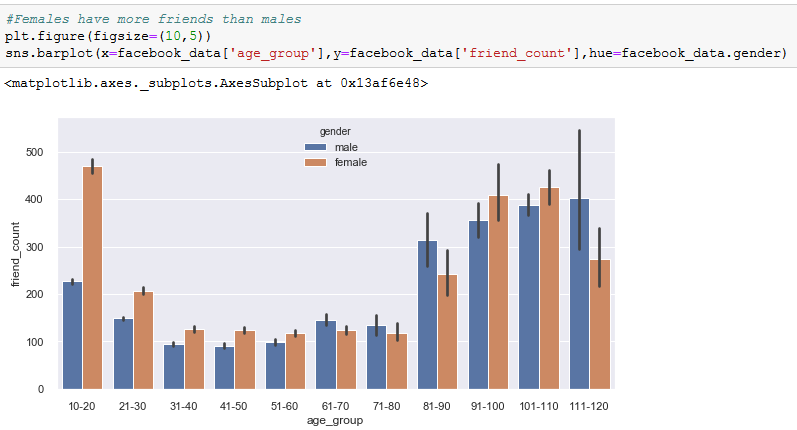 #Females have more friends than males
plt.figure(figsize=(10,5))
sns.barplot(x=facebook_data['age_group'],y=facebook_data['friend_count'],hue=facebook_data.gender)
<matplotlib.axes._subplots.AxesSubplot at 0x13af6e48>
gender
male
female
500
400
300
200
100
0
friend_count
10-20 21-30 31-40 41-50 51-60 61-70 71-80 81-90 91-100 101-110 111-120
age_group